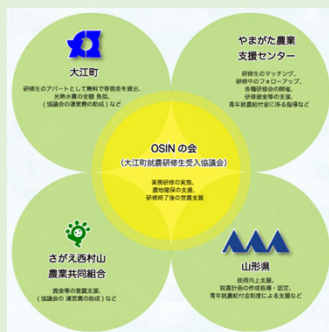 大江町
研修生のアパートとして無料で寄宿舎を貸出、
光熱水費の全額 負担、
(協議会の運営費の助成)など
やまがた農業
支援センター
研修生のマッチング、
研修中のフォローアップ、
各種研修会の開催、
研修資金等の支援、
青年就農給付金に係る指導など
OSINの会
(大江町就農研修生受入協議会)
実務研修の実施、
農地確保の支援、
研修終了後の営農支援
さがえ西村山
農業共同組合
資金等の営農支援、
(協議会の 運営費の助成)など
山形県
技術向上支援、
就農計画の作成指導・認定、
青年就農給付金制度による支援など